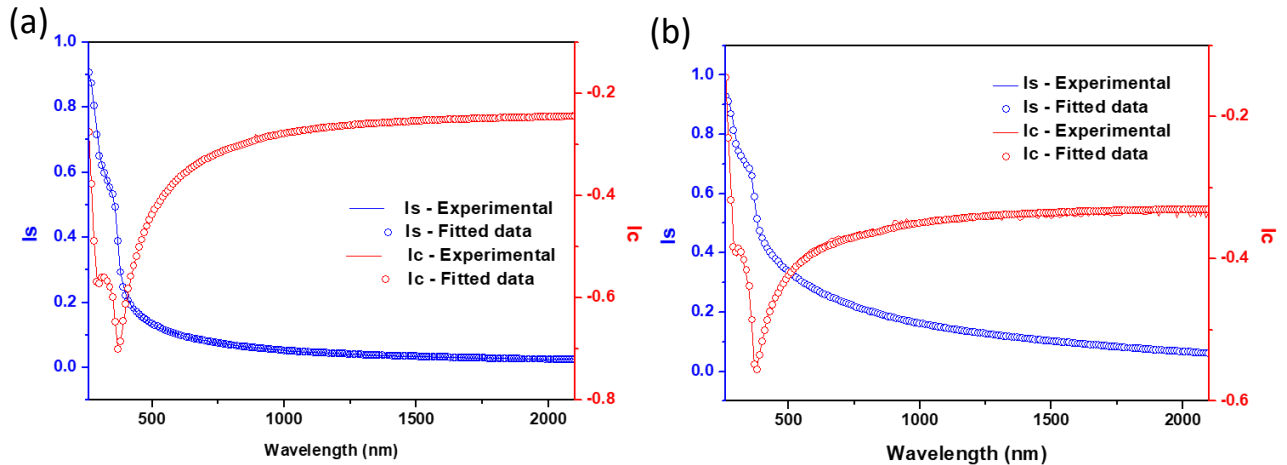 (a)
1.0
0.8
0.6
0.4
0.2
0.0
Is
-0.2
-0.4
-0.6
-0.8
Ic
Is - Experimental
Is - Fitted data
Ic - Experimental
Ic - Fitted data
500
1000
1500
2000
Wavelength (nm)
(b)
1.0
0.8
0.6
0.4
0.2
0.0
Is
-0.2
-0.4
-0.6
Ic
Is - Experimental
Is - Fitted data
Ic - Experimental
Ic - Fitted data
500
1000
1500
2000
Wavelength (nm)